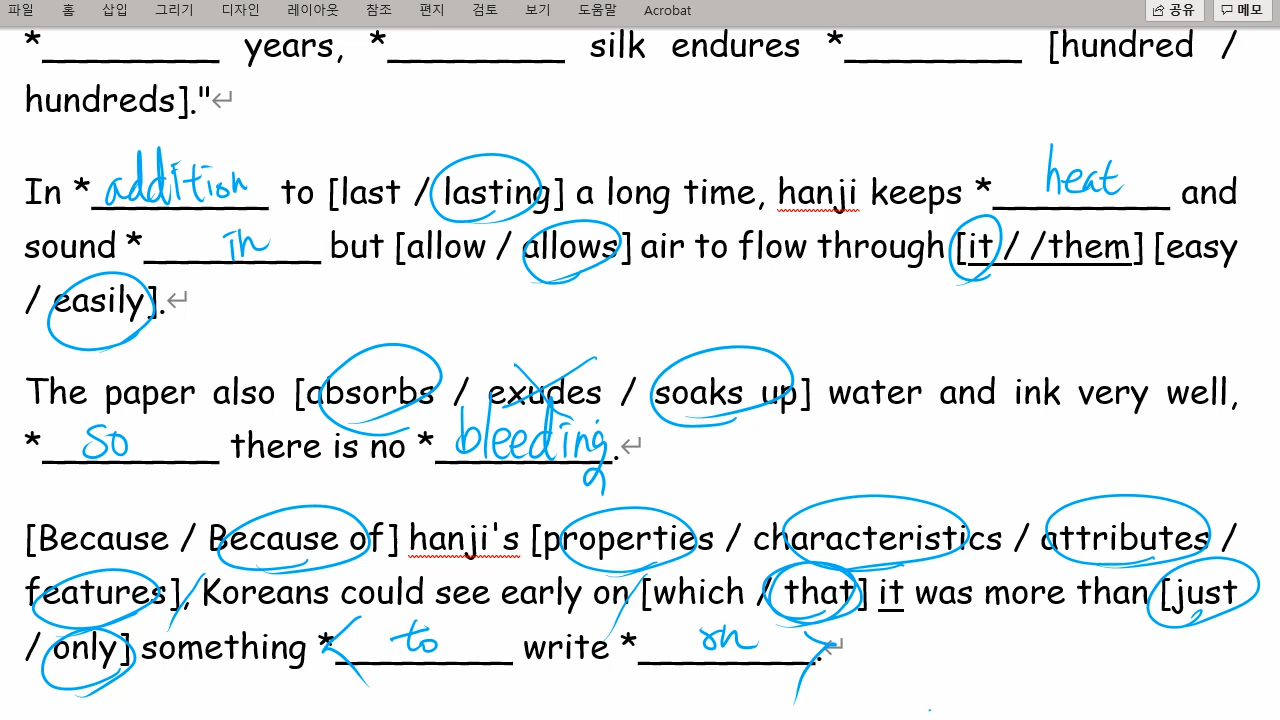 파일 홈 삽입 그리기 디자인 레이아웃 참조 편지 검토 보기 도움말 Acrobat 공유 메모
*_________ years, *_________ silk endures *_________ [hundred /
hundreds]."
In *addition to [last / lasting] a long time, hanji keeps *heat and
sound *in but [allow / allows] air to flow through [it / /them] [easy
/ easily].
The paper also [absorbs / exudes / soaks up] water and ink very well,
*so there is no *bleeding.
[Because / Because of] hanji's [properties / characteristics / attributes /
features], Koreans could see early on [which / that] it was more than [just
/ only] something *to write *on.